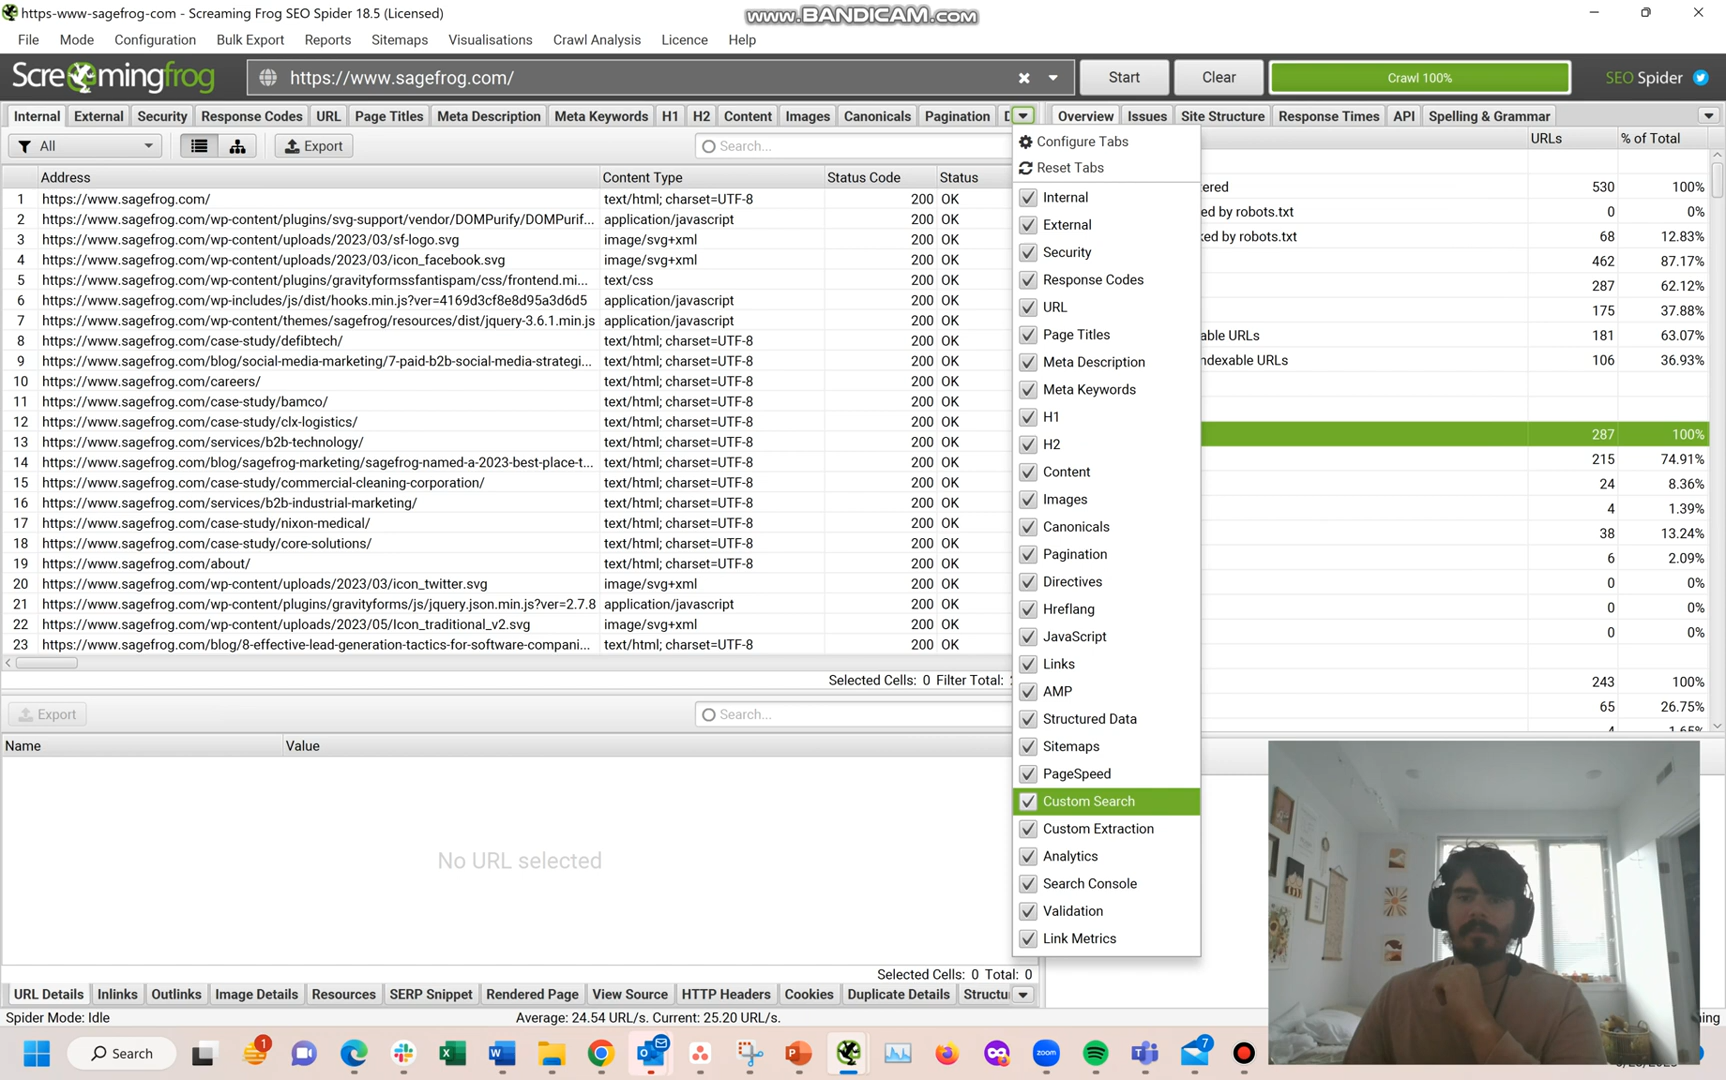 https-www-sagefrog-com - Screaming Frog SEO Spider 18.5 (Licensed)
www.BANDICAM.com
File Mode Configuration Bulk Export Reports Sitemaps Visualisations Crawl Analysis Licence Help
Screamingfrog https://www.sagefrog.com/ Start Clear Crawl 100% SEO Spider
Internal External Security Response Codes URL Page Titles Meta Description Meta Keywords H1 H2 Content Images Canonicals Pagination Overview Issues Site Structure Response Times API Spelling & Grammar
All Export Search...
Configure Tabs
Reset Tabs
URLs % of Total
Address Content Type Status Code Status
1 https://www.sagefrog.com/ text/html; charset=UTF-8 200 OK
2 https://www.sagefrog.com/wp-content/plugins/svg-support/vendor/DOMPurify/DOMPurif... application/javascript 200 OK
3 https://www.sagefrog.com/wp-content/uploads/2023/03/sf-logo.svg image/svg+xml 200 OK
4 https://www.sagefrog.com/wp-content/uploads/2023/03/icon_facebook.svg image/svg+xml 200 OK
5 https://www.sagefrog.com/wp-content/plugins/gravityformssfantispam/css/frontend.mi... text/css 200 OK
6 https://www.sagefrog.com/wp-includes/js/dist/hooks.min.js?ver=4169d3cf8e8d95a3d6d5 application/javascript 200 OK
7 https://www.sagefrog.com/wp-content/themes/sagefrog/resources/dist/jquery-3.6.1.min.js application/javascript 200 OK
8 https://www.sagefrog.com/case-study/defibtech/ text/html; charset=UTF-8 200 OK
9 https://www.sagefrog.com/blog/social-media-marketing/7-paid-b2b-social-media-strategi... text/html; charset=UTF-8 200 OK
10 https://www.sagefrog.com/careers/ text/html; charset=UTF-8 200 OK
11 https://www.sagefrog.com/case-study/bamco/ text/html; charset=UTF-8 200 OK
12 https://www.sagefrog.com/case-study/clx-logistics/ text/html; charset=UTF-8 200 OK
13 https://www.sagefrog.com/services/b2b-technology/ text/html; charset=UTF-8 200 OK
14 https://www.sagefrog.com/blog/sagefrog-marketing/sagefrog-named-a-2023-best-place-t... text/html; charset=UTF-8 200 OK
15 https://www.sagefrog.com/case-study/commercial-cleaning-corporation/ text/html; charset=UTF-8 200 OK
16 https://www.sagefrog.com/services/b2b-industrial-marketing/ text/html; charset=UTF-8 200 OK
17 https://www.sagefrog.com/case-study/nixon-medical/ text/html; charset=UTF-8 200 OK
18 https://www.sagefrog.com/case-study/core-solutions/ text/html; charset=UTF-8 200 OK
19 https://www.sagefrog.com/about/ text/html; charset=UTF-8 200 OK
20 https://www.sagefrog.com/wp-content/uploads/2023/03/icon_twitter.svg image/svg+xml 200 OK
21 https://www.sagefrog.com/wp-content/plugins/gravityforms/js/jquery.json.min.js?ver=2.7.8 application/javascript 200 OK
22 https://www.sagefrog.com/wp-content/uploads/2023/05/Icon_traditional_v2.svg image/svg+xml 200 OK
23 https://www.sagefrog.com/blog/8-effective-lead-generation-tactics-for-software-compani... text/html; charset=UTF-8 200 OK
Selected Cells: 0 Filter Total:
Internal
External
Security
Response Codes
URL
Page Titles
Meta Description
Meta Keywords
H1
H2
Content
Images
Canonicals
Pagination
Directives
Hreflang
JavaScript
Links
AMP
Structured Data
Sitemaps
PageSpeed
Custom Search
Custom Extraction
Analytics
Search Console
Validation
Link Metrics
tered 530 100%
ed by robots.txt 0 0%
ked by robots.txt 68 12.83%
462 87.17%
287 62.12%
175 37.88%
able URLs 181 63.07%
ndexable URLs 106 36.93%
287 100%
215 74.91%
24 8.36%
4 1.39%
38 13.24%
6 2.09%
0 0%
0 0%
0 0%
243 100%
65 26.75%
4 1.65%
Export Search...
Name Value
No URL selected
Selected Cells: 0 Total: 0
URL Details Inlinks Outlinks Image Details Resources SERP Snippet Rendered Page View Source HTTP Headers Cookies Duplicate Details Structu
Spider Mode: Idle Average: 24.54 URL/s. Current: 25.20 URL/s.
Search 1 zoom 7